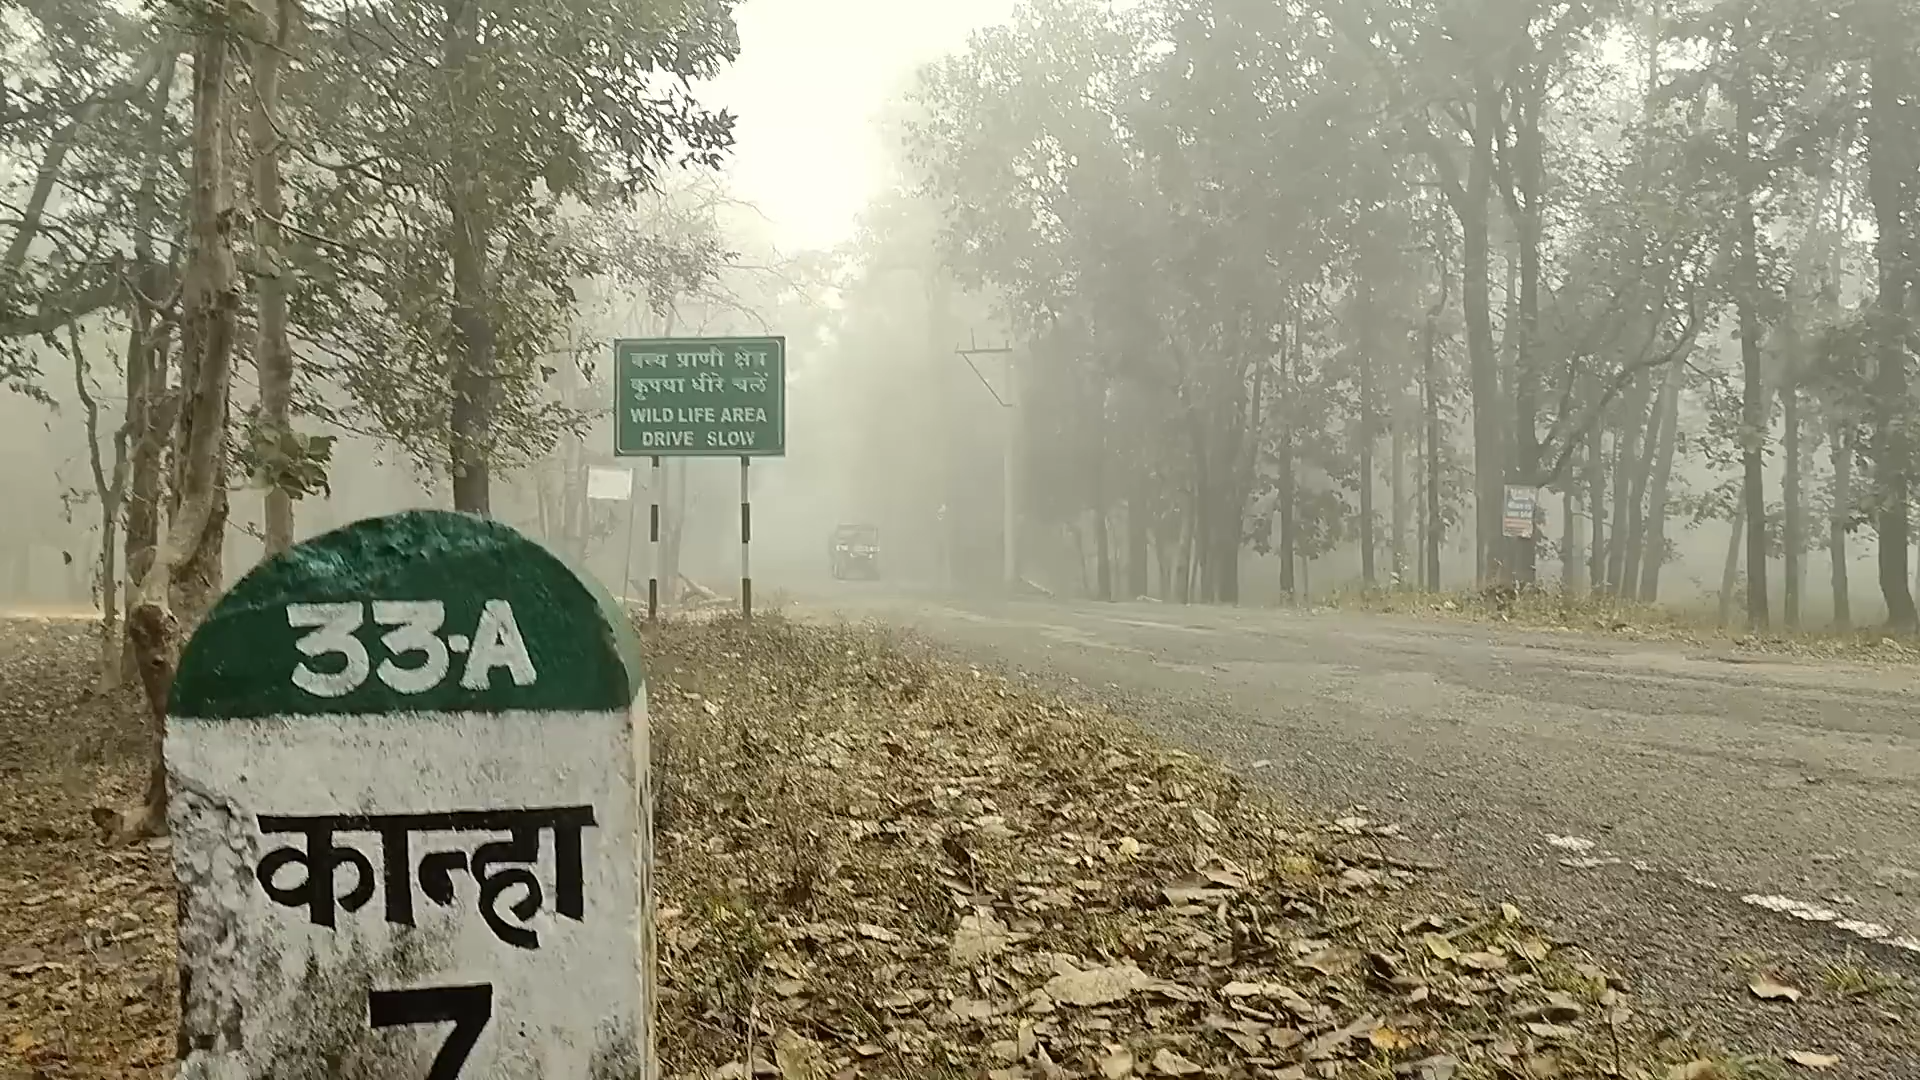 वन्य प्राणी क्षेत्र
कृपया धीरे चलें
WILD LIFE AREA
DRIVE SLOW
33-A
कान्हा
7